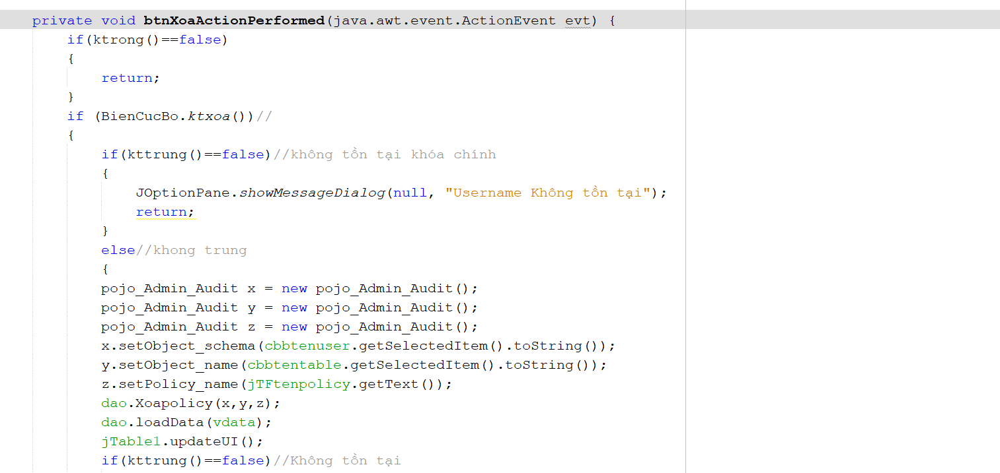 private void btnXoaActionPerformed(java.awt.event.ActionEvent evt) {
if(ktrong()==false)
{
return;
}
if (BienCucBo.ktxoa())//
{
if(kttrung()==false)//không tồn tại khóa chính
{
JOptionPane.showMessageDialog(null, "Username Không tồn tại");
return;
}
else//khong trung
{
pojo_Admin_Audit x = new pojo_Admin_Audit();
pojo_Admin_Audit y = new pojo_Admin_Audit();
pojo_Admin_Audit z = new pojo_Admin_Audit();
x.setObject_schema(cbbtenuser.getSelectedItem().toString());
y.setObject_name(cbbtentable.getSelectedItem().toString());
z.setPolicy_name(jTFtenpolicy.getText());
dao.Xoapolicy(x,y,z);
dao.loadData(vdata);
jTable1.updateUI();
if(kttrung()==false)//Không tồn tại